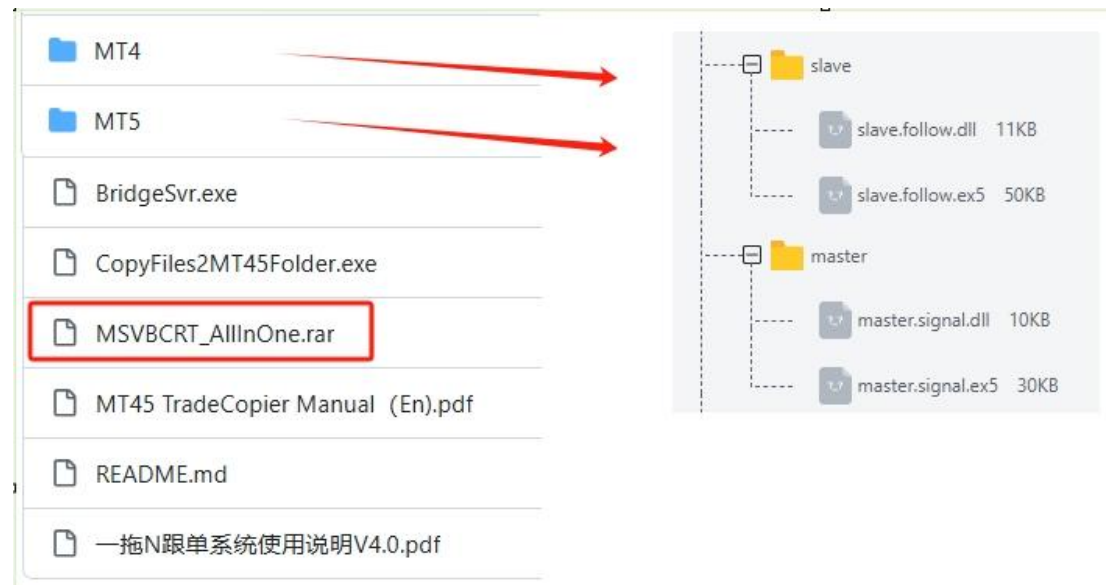 MT4
MT5
BridgeSvr.exe
CopyFiles2MT45Folder.exe
MSVBCRT_AllInOne.rar
MT45 TradeCopier Manual（En).pdf
README.md
一拖N跟单系统使用说明V4.0.pdf
slave
slave.follow.dll 11KB
slave.follow.ex5 50KB
master
master.signal.dll 10KB
master.signal.ex5 30KB